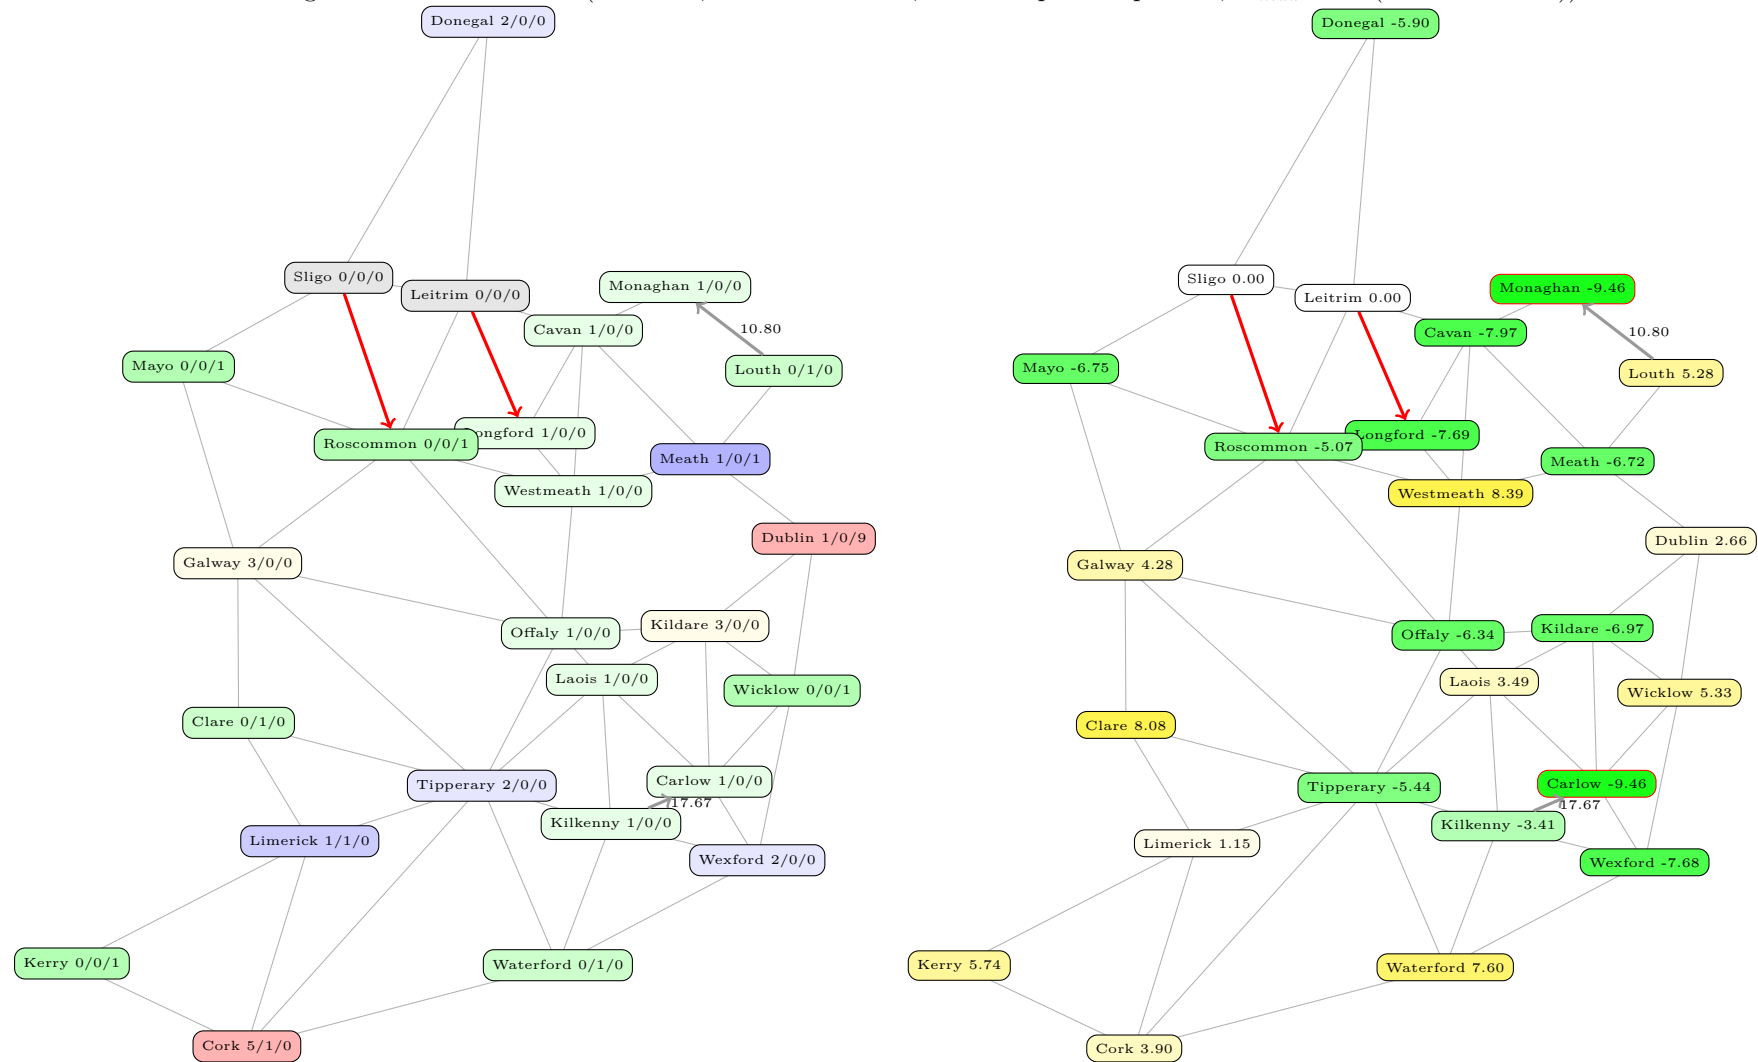 Donegal 2/0/0
Donegal -5.90
Sligo 0/0/0
Leitrim 0/0/0
Monaghan 1/0/0
Cavan 1/0/0
10.80
Mayo 0/0/1
Louth 0/1/0
Roscommon 0/0/1
ongford 1/0/0
Meath 1/0/1
Westmeath 1/0/0
Dublin 1/0/9
Galway 3/0/0
Offaly 1/0/0
Kildare 3/0/0
Laois 1/0/0
Wicklow 0/0/1
Clare 0/1/0
Tipperary 2/0/0
Carlow 1/0/0
17.67
Kilkenny 1/0/0
Limerick 1/1/0
Wexford 2/0/0
Kerry 0/0/1
Waterford 0/1/0
Cork 5/1/0
Sligo 0.00
Leitrim 0.00
Monaghan -9.46
Cavan -7.97
10.80
Mayo -6.75
Louth 5.28
Roscommon -5.07
Longford -7.69
Meath -6.72
Westmeath 8.39
Dublin 2.66
Galway 4.28
Offaly -6.34
Kildare -6.97
Laois 3.49
Wicklow 5.33
Clare 8.08
Tipperary -5.44
Carlow -9.46
17.67
Kilkenny -3.41
Limerick 1.15
Wexford -7.68
Kerry 5.74
Waterford 7.60
Cork 3.90